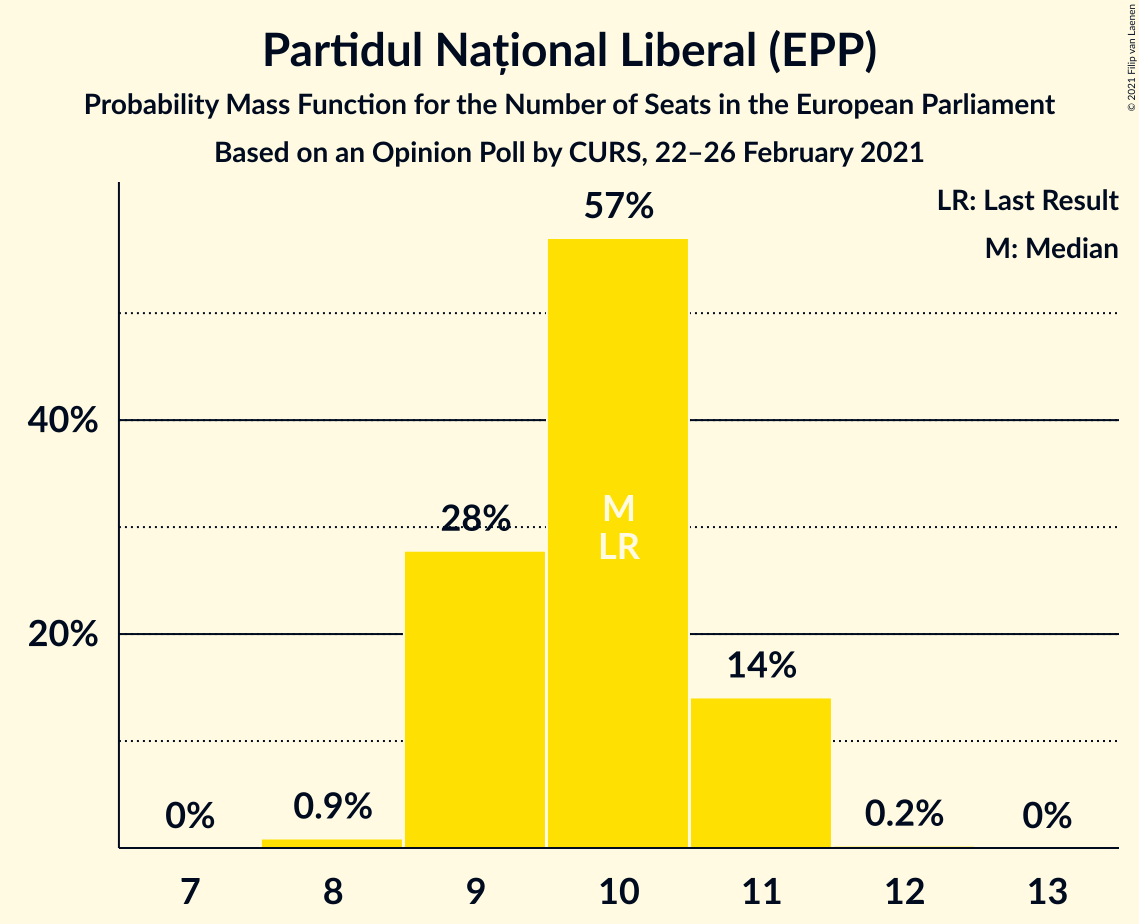 Partidul Național Liberal (EPP)
Probability Mass Function for the Number of Seats in the European Parliament
Based on an Opinion Poll by CURS, 22–26 February 2021
© 2021 Filip van Laenen
LR: Last Result
M: Median
57%
40%
28%
M
LR
20%
14%
0%
0.9%
0.2%
0%
7 8 9 10 11 12 13